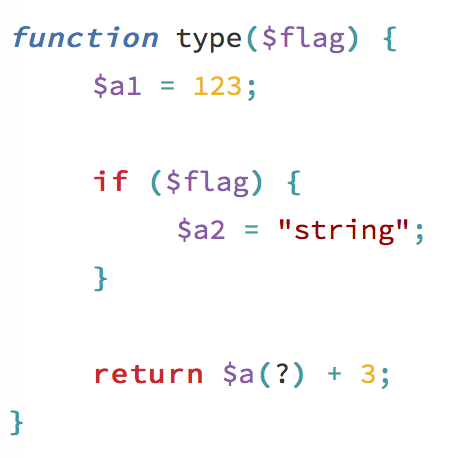 function type($flag) {
$a1 = 123;
if ($flag) {
$a2 = "string";
}
return $a(?) + 3;
}